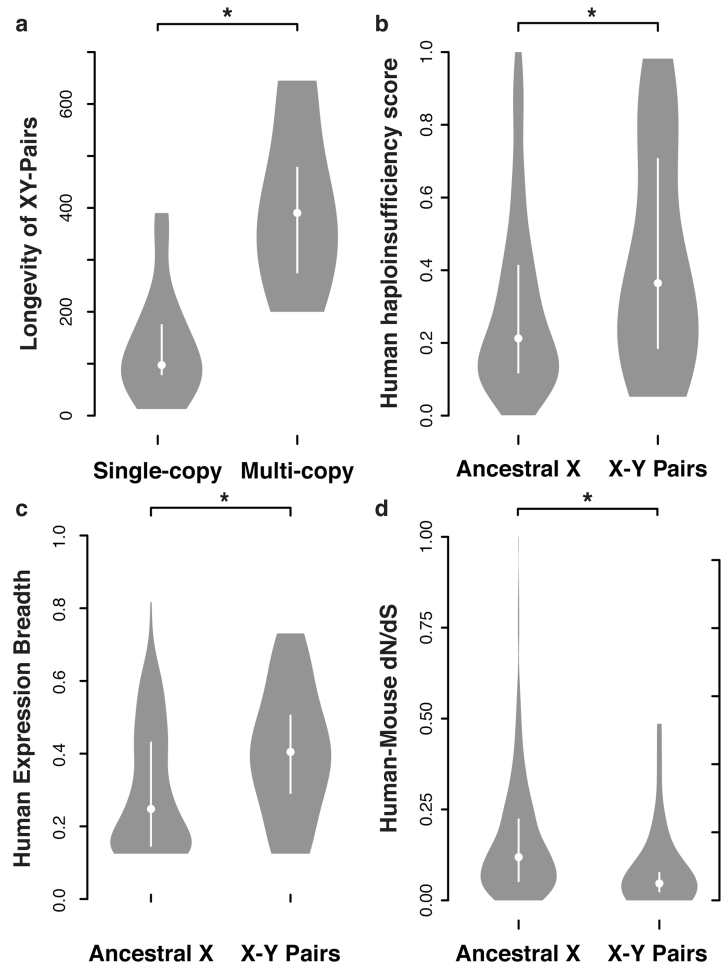 a
*
Longevity of XY-Pairs
600
400
200
0
Single-copy Multi-copy
b
*
Human haploinsufficiency score
1.0
0.8
0.6
0.4
0.2
0.0
Ancestral X X-Y Pairs
c
*
Human Expression Breadth
1.0
0.8
0.6
0.4
0.2
0.0
Ancestral X X-Y Pairs
d
*
Human-Mouse dN/dS
1.00
0.75
0.50
0.25
0.00
Ancestral X X-Y Pairs